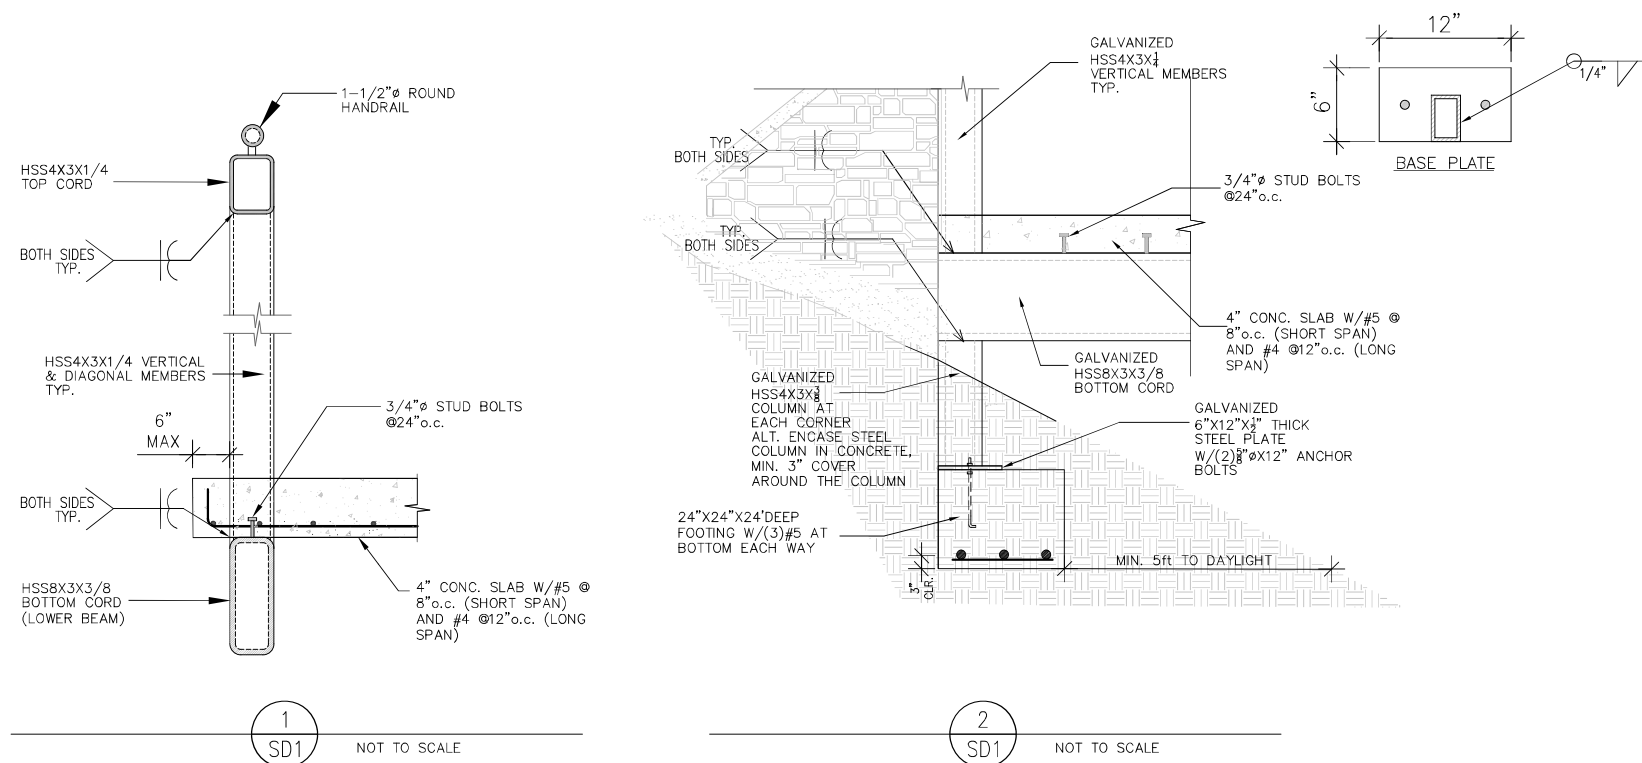 1-1/2"ø ROUND
HANDRAIL
HSS4X3X1/4
TOP CORD
BOTH SIDES
TYP.
HSS4X3X1/4 VERTICAL
& DIAGONAL MEMBERS
TYP.
6"
MAX
3/4"ø STUD BOLTS
@24"o.c.
BOTH SIDES
TYP.
HSS8X3X3/8
BOTTOM CORD
(LOWER BEAM)
4" CONC. SLAB W/#5 @
8"o.c. (SHORT SPAN)
AND #4 @12"o.c. (LONG
SPAN)
1
SD1
NOT TO SCALE
GALVANIZED
HSS4X3X1/4
VERTICAL MEMBERS
TYP.
TYP.
BOTH SIDES
TYP.
BOTH SIDES
12"
6"
1/4"
BASE PLATE
3/4"ø STUD BOLTS
@24"o.c.
4" CONC. SLAB W/#5 @
8"o.c. (SHORT SPAN)
AND #4 @12"o.c. (LONG
SPAN)
GALVANIZED
HSS8X3X3/8
BOTTOM CORD
GALVANIZED
HSS4X3X3/8
COLUMN AT
EACH CORNER
ALT. ENCASE STEEL
COLUMN IN CONCRETE,
MIN. 3" COVER
AROUND THE COLUMN
GALVANIZED
6"X12"X1/2" THICK
STEEL PLATE
W/(2)5/8"øX12" ANCHOR
BOLTS
24"X24"X24'DEEP
FOOTING W/(3)#5 AT
BOTTOM EACH WAY
3"
CLR.
MIN. 5ft TO DAYLIGHT
2
SD1
NOT TO SCALE